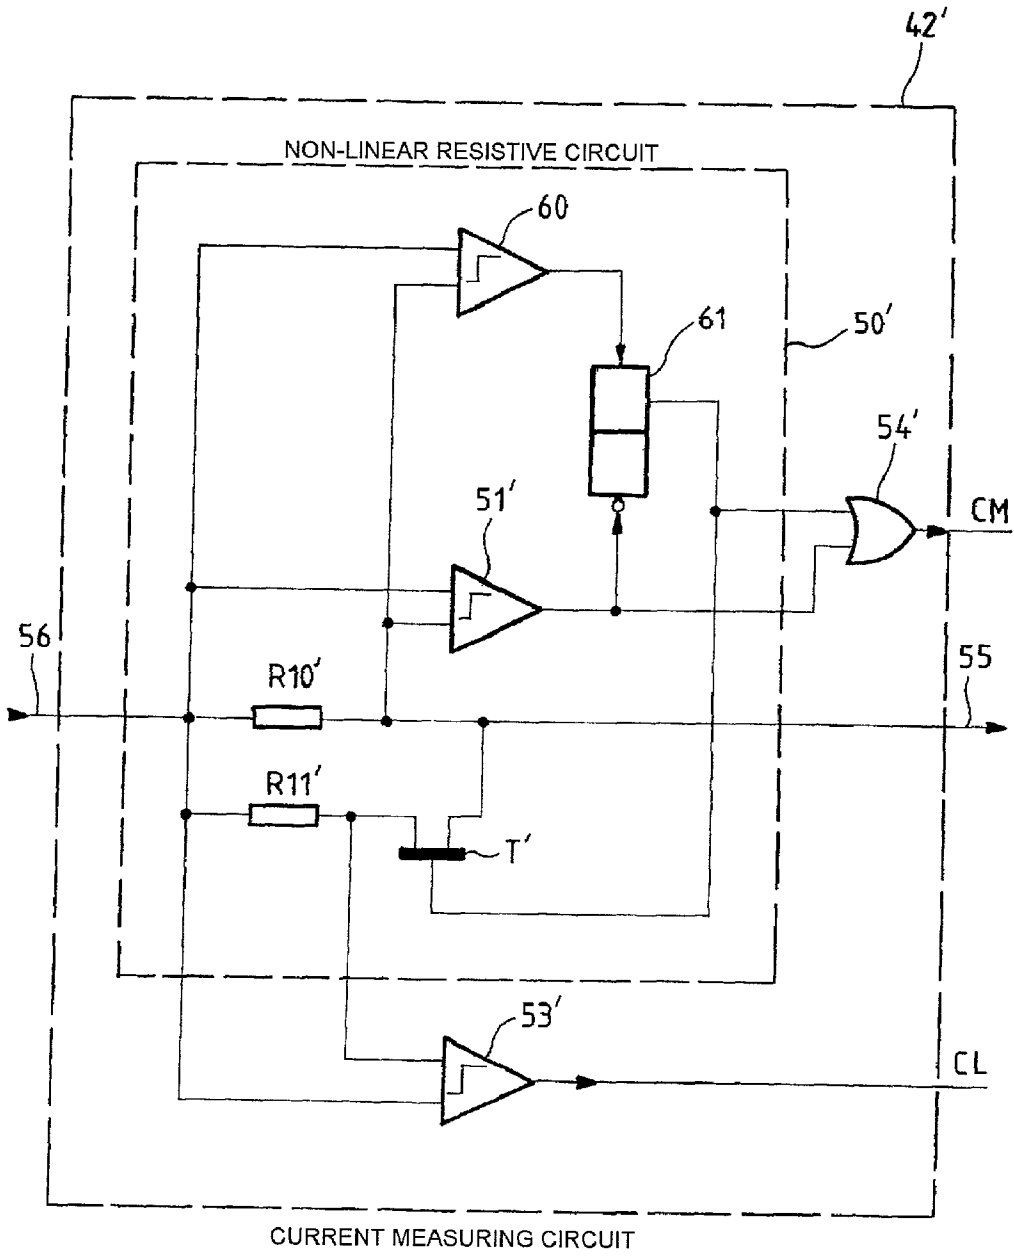 42'
NON-LINEAR RESISTIVE CIRCUIT
60
61
50'
54'
51'
CM
56
R10'
55
R11'
T'
53'
CL
CURRENT MEASURING CIRCUIT